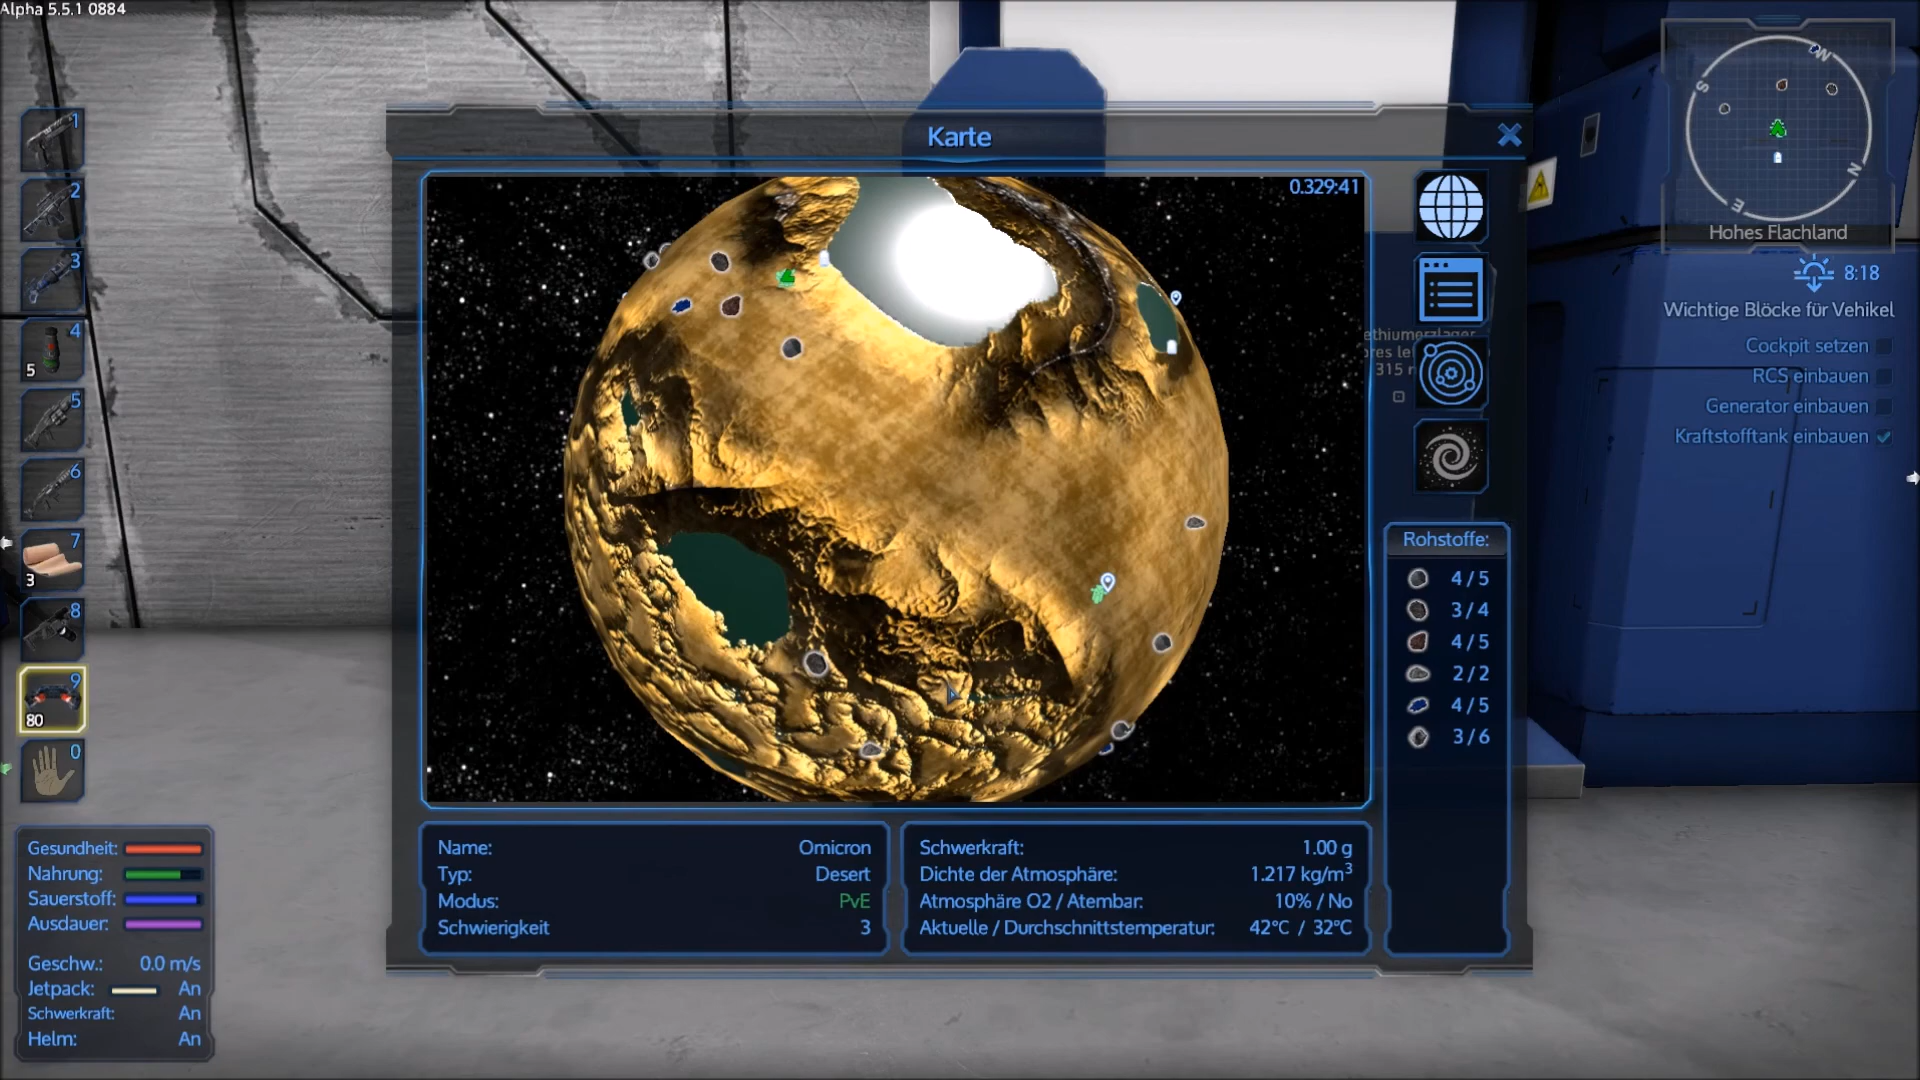 Alpha 5.5.1 0884
1
2
3
4
5
5
6
7
3
8
9
80
0
Gesundheit:
Nahrung:
Sauerstoff:
Ausdauer:
Geschw.: 0.0 m/s
Jetpack: An
Schwerkraft: An
Helm: An
Karte
0.329:41
Name: Omicron
Typ: Desert
Modus: PvE
Schwierigkeit 3
Schwerkraft: 1.00 g
Dichte der Atmosphäre: 1.217 kg/m³
Atmosphäre O2 / Atembar: 10% / No
Aktuelle / Durchschnittstemperatur: 42°C / 32°C
Rohstoffe:
4 / 5
3 / 4
4 / 5
2 / 2
4 / 5
3 / 6
W
S
N
E
Hohes Flachland
8:18
Wichtige Blöcke für Vehikel
Cockpit setzen
RCS einbauen
Generator einbauen
Kraftstofftank einbauen